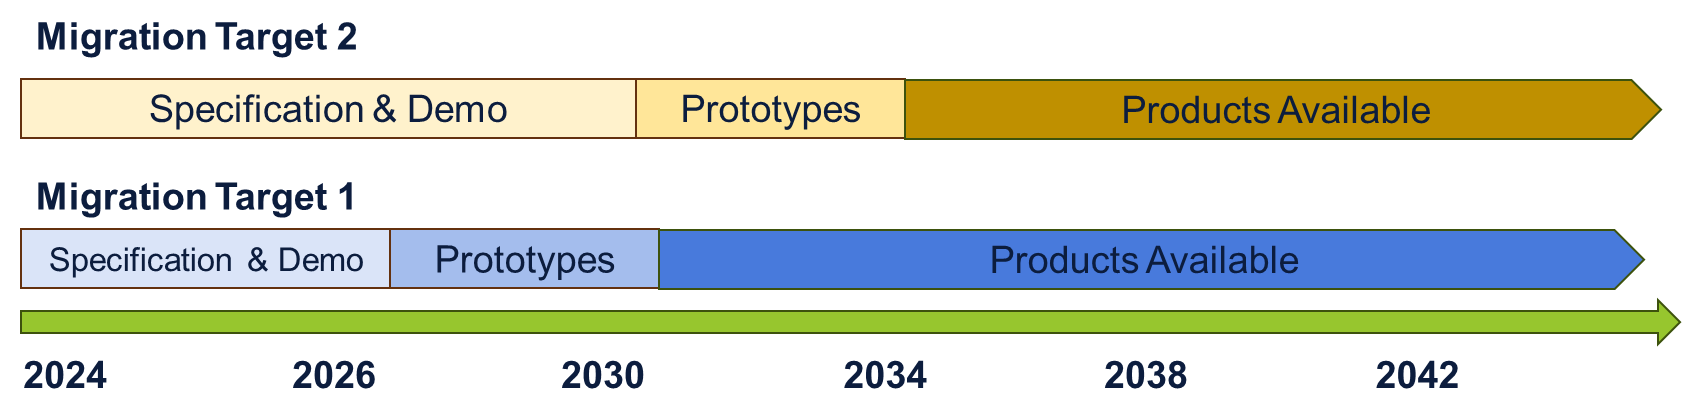 Migration Target 2
Specification & Demo
Prototypes
Products Available
Migration Target 1
Specification & Demo
Prototypes
Products Available
2024 2026 2030 2034 2038 2042